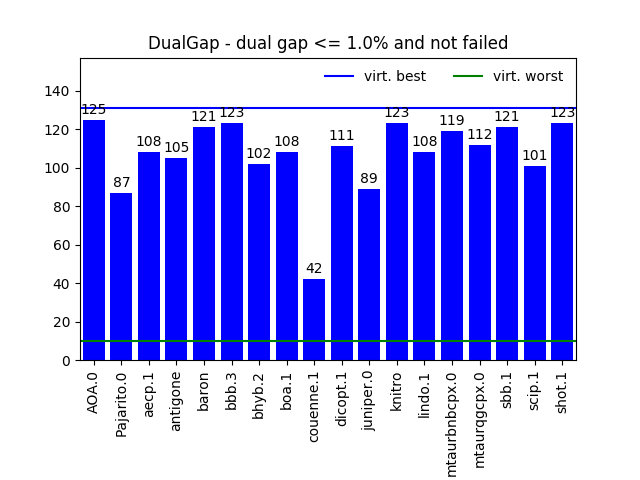 DualGap - dual gap <= 1.0% and not failed
virt. best virt. worst
140
120
100
80
60
40
20
0
125 87 108 105 121 123 102 108 42 111 89 123 108 119 112 121 101 123
AOA.0
Pajarito.0
aecp.1
antigone
baron
bbb.3
bhyb.2
boa.1
couenne.1
dicopt.1
juniper.0
knitro
lindo.1
mtaurbnbcpx.0
mtaurqgcpx.0
sbb.1
scip.1
shot.1